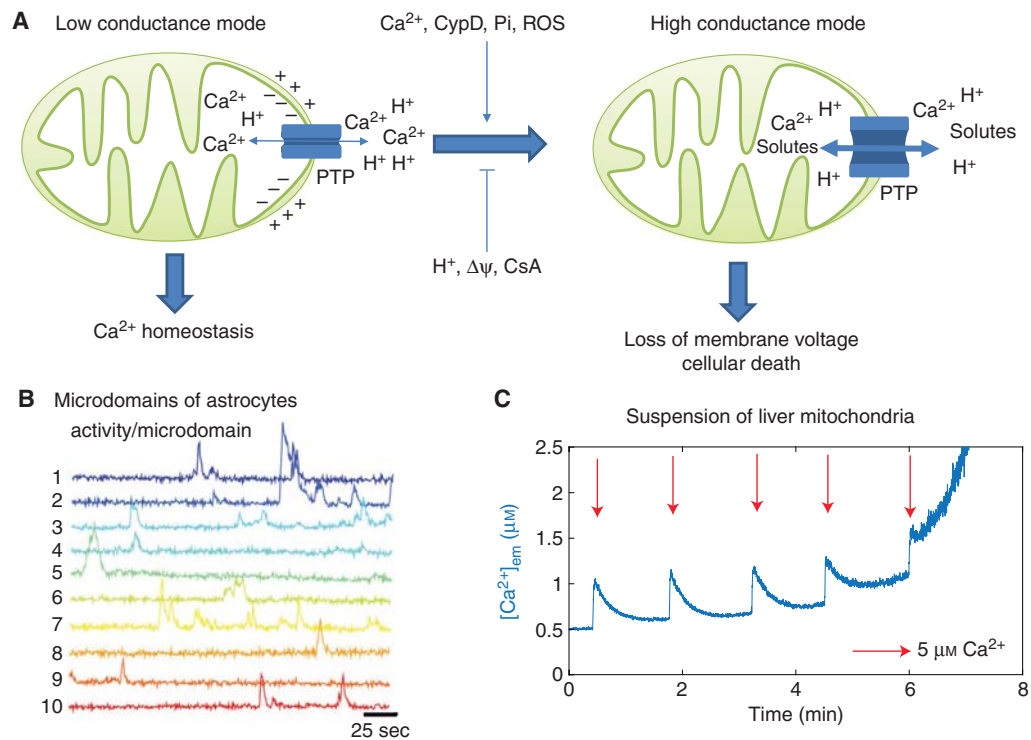 A
Low conductance mode
Ca²⁺, CypD, Pi, ROS
High conductance mode
+ + + + +
− − − −
Ca²⁺
H⁺
Ca²⁺
Ca²⁺
H⁺
Ca²⁺
H⁺ H⁺
PTP
− − − −
+ + + + +
H⁺, Δψ, CsA
Ca²⁺
H⁺
Solutes
H⁺
Ca²⁺
H⁺
Solutes
H⁺
PTP
Ca²⁺ homeostasis
Loss of membrane voltage
cellular death
B
Microdomains of astrocytes
activity/microdomain
1
2
3
4
5
6
7
8
9
10
25 sec
C
Suspension of liver mitochondria
[Ca²⁺]em (μM)
2.5
2
1.5
1
0.5
0
5 μM Ca²⁺
0 2 4 6 8
Time (min)